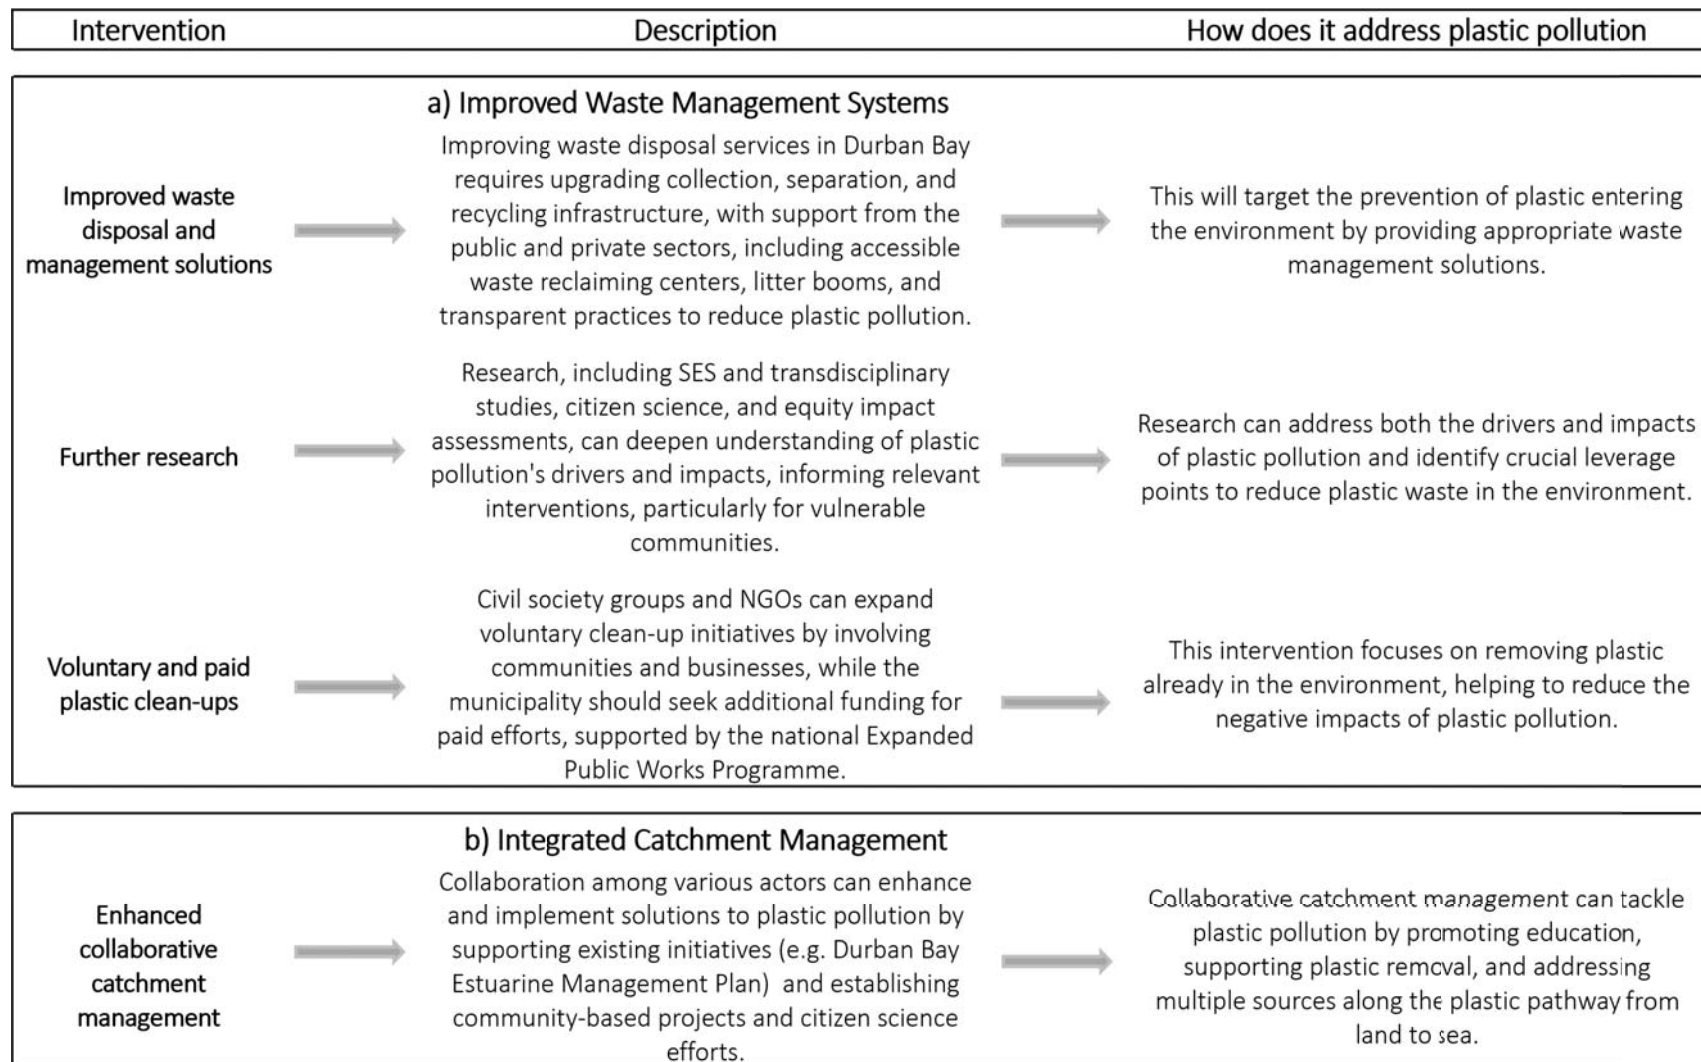 Intervention
Description
How does it address plastic pollution
a) Improved Waste Management Systems
Improved waste
disposal and
management solutions
Improving waste disposal services in Durban Bay
requires upgrading collection, separation, and
recycling infrastructure, with support from the
public and private sectors, including accessible
waste reclaiming centers, litter booms, and
transparent practices to reduce plastic pollution.
This will target the prevention of plastic entering
the environment by providing appropriate waste
management solutions.
Further research
Research, including SES and transdisciplinary
studies, citizen science, and equity impact
assessments, can deepen understanding of plastic
pollution's drivers and impacts, informing relevant
interventions, particularly for vulnerable
communities.
Research can address both the drivers and impacts
of plastic pollution and identify crucial leverage
points to reduce plastic waste in the environment.
Voluntary and paid
plastic clean-ups
Civil society groups and NGOs can expand
voluntary clean-up initiatives by involving
communities and businesses, while the
municipality should seek additional funding for
paid efforts, supported by the national Expanded
Public Works Programme.
This intervention focuses on removing plastic
already in the environment, helping to reduce the
negative impacts of plastic pollution.
b) Integrated Catchment Management
Enhanced
collaborative
catchment
management
Collaboration among various actors can enhance
and implement solutions to plastic pollution by
supporting existing initiatives (e.g. Durban Bay
Estuarine Management Plan) and establishing
community-based projects and citizen science
efforts.
Collaborative catchment management can tackle
plastic pollution by promoting education,
supporting plastic removal, and addressing
multiple sources along the plastic pathway from
land to sea.